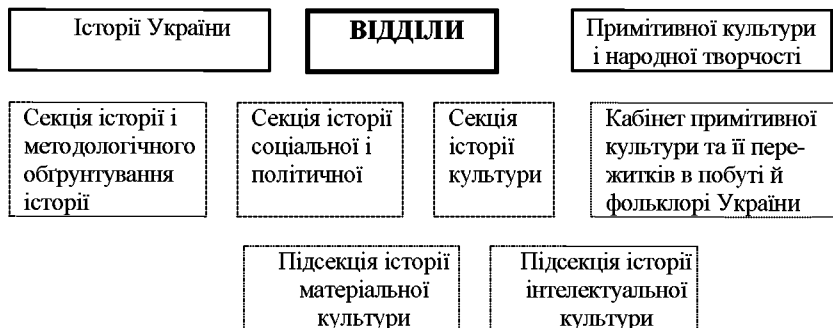 Історії України
ВІДДІЛИ
Примітивної культури
і народної творчості
Секція історії і
методологічного
обґрунтування
історії
Секція історії
соціальної і
політичної
Секція
історії
культури
Кабінет примітивної
культури та її пере-
житків в побуті й
фольклорі України
Підсекція історії
матеріальної
культури
Підсекція історії
інтелектуальної
культури